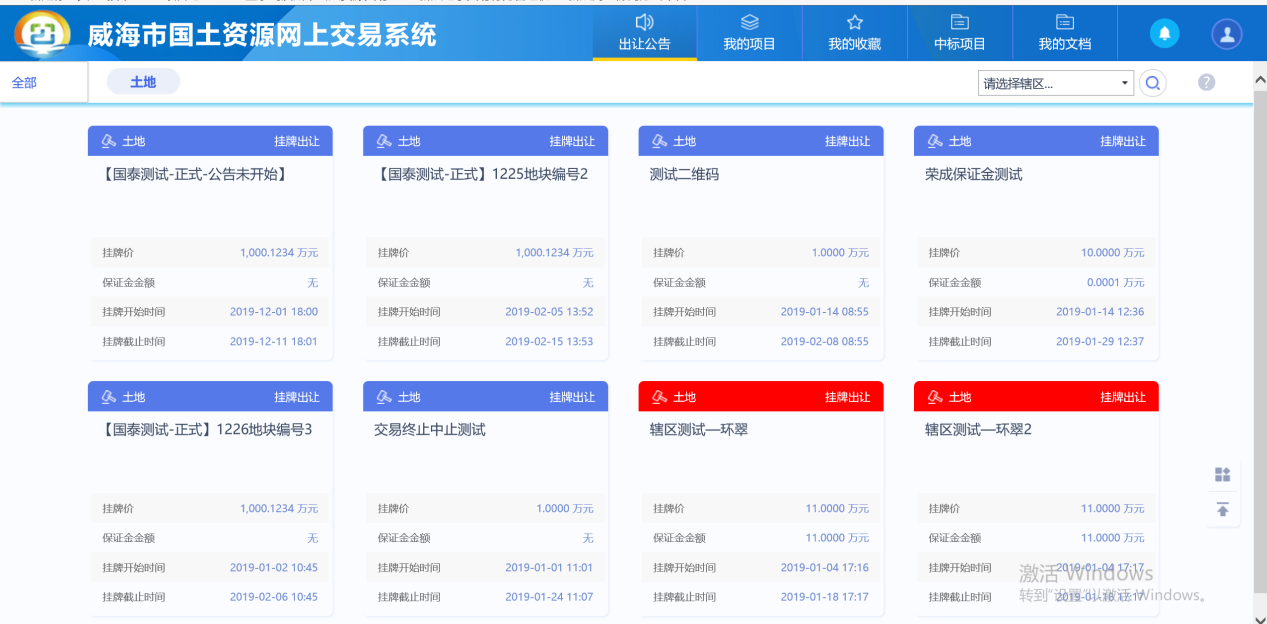 威海市国土资源网上交易系统
出让公告
我的项目
我的收藏
中标项目
我的文档
全部
土地
请选择辖区...
?
土地 挂牌出让
【国泰测试-正式-公告未开始】
挂牌价 1,000.1234 万元
保证金金额 无
挂牌开始时间 2019-12-01 18:00
挂牌截止时间 2019-12-11 18:01
土地 挂牌出让
【国泰测试-正式】1225地块编号2
挂牌价 1,000.1234 万元
保证金金额 无
挂牌开始时间 2019-02-05 13:52
挂牌截止时间 2019-02-15 13:53
土地 挂牌出让
测试二维码
挂牌价 1.0000 万元
保证金金额 无
挂牌开始时间 2019-01-14 08:55
挂牌截止时间 2019-02-08 08:55
土地 挂牌出让
荣成保证金测试
挂牌价 10.0000 万元
保证金金额 0.0001 万元
挂牌开始时间 2019-01-14 12:36
挂牌截止时间 2019-01-29 12:37
土地 挂牌出让
【国泰测试-正式】1226地块编号3
挂牌价 1,000.1234 万元
保证金金额 无
挂牌开始时间 2019-01-02 10:45
挂牌截止时间 2019-02-06 10:45
土地 挂牌出让
交易终止中止测试
挂牌价 1.0000 万元
保证金金额 无
挂牌开始时间 2019-01-01 11:01
挂牌截止时间 2019-01-24 11:07
土地 挂牌出让
辖区测试—环翠
挂牌价 11.0000 万元
保证金金额 11.0000 万元
挂牌开始时间 2019-01-04 17:16
挂牌截止时间 2019-01-18 17:17
土地 挂牌出让
辖区测试—环翠2
挂牌价 11.0000 万元
保证金金额 11.0000 万元
挂牌开始时间 2019-01-04 17:17
挂牌截止时间 2019-01-18 17:17
激活 Windows
转到"设置"以激活 Windows。